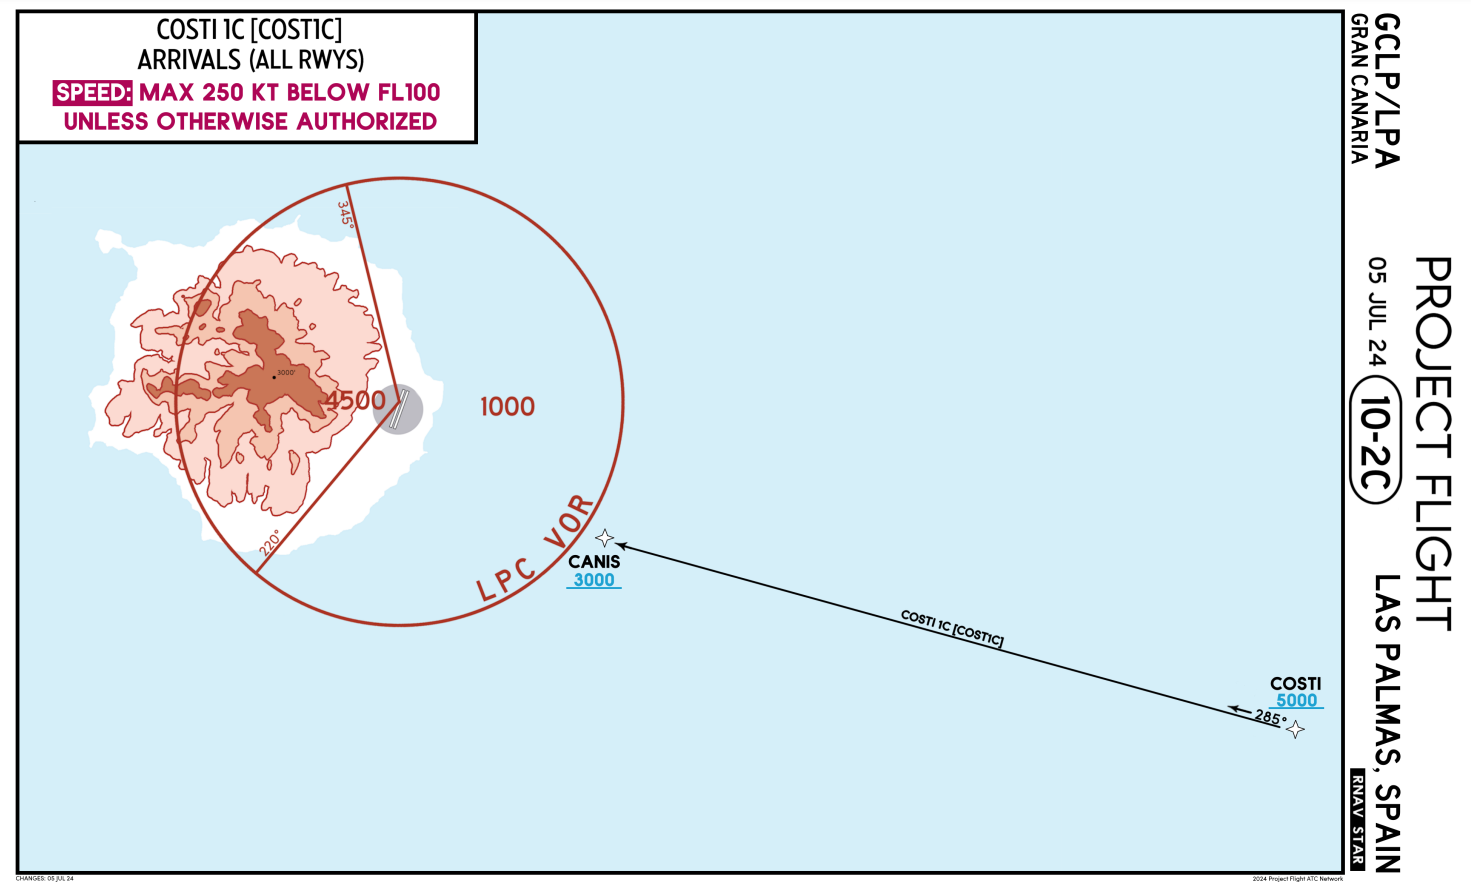 COSTI 1C [COST1C]
ARRIVALS (ALL RWYS)
SPEED: MAX 250 KT BELOW FL100
UNLESS OTHERWISE AUTHORIZED
GCLP/LPA
GRAN CANARIA
05 JUL 24
10-2C
PROJECT FLIGHT
LAS PALMAS, SPAIN
RNAV STAR
345°
3000'
4500
1000
220°
LPC VOR
CANIS
3000
COSTI 1C [COST1C]
COSTI
5000
285°
CHANGES: 05 JUL 24
2024 Project Flight ATC Network